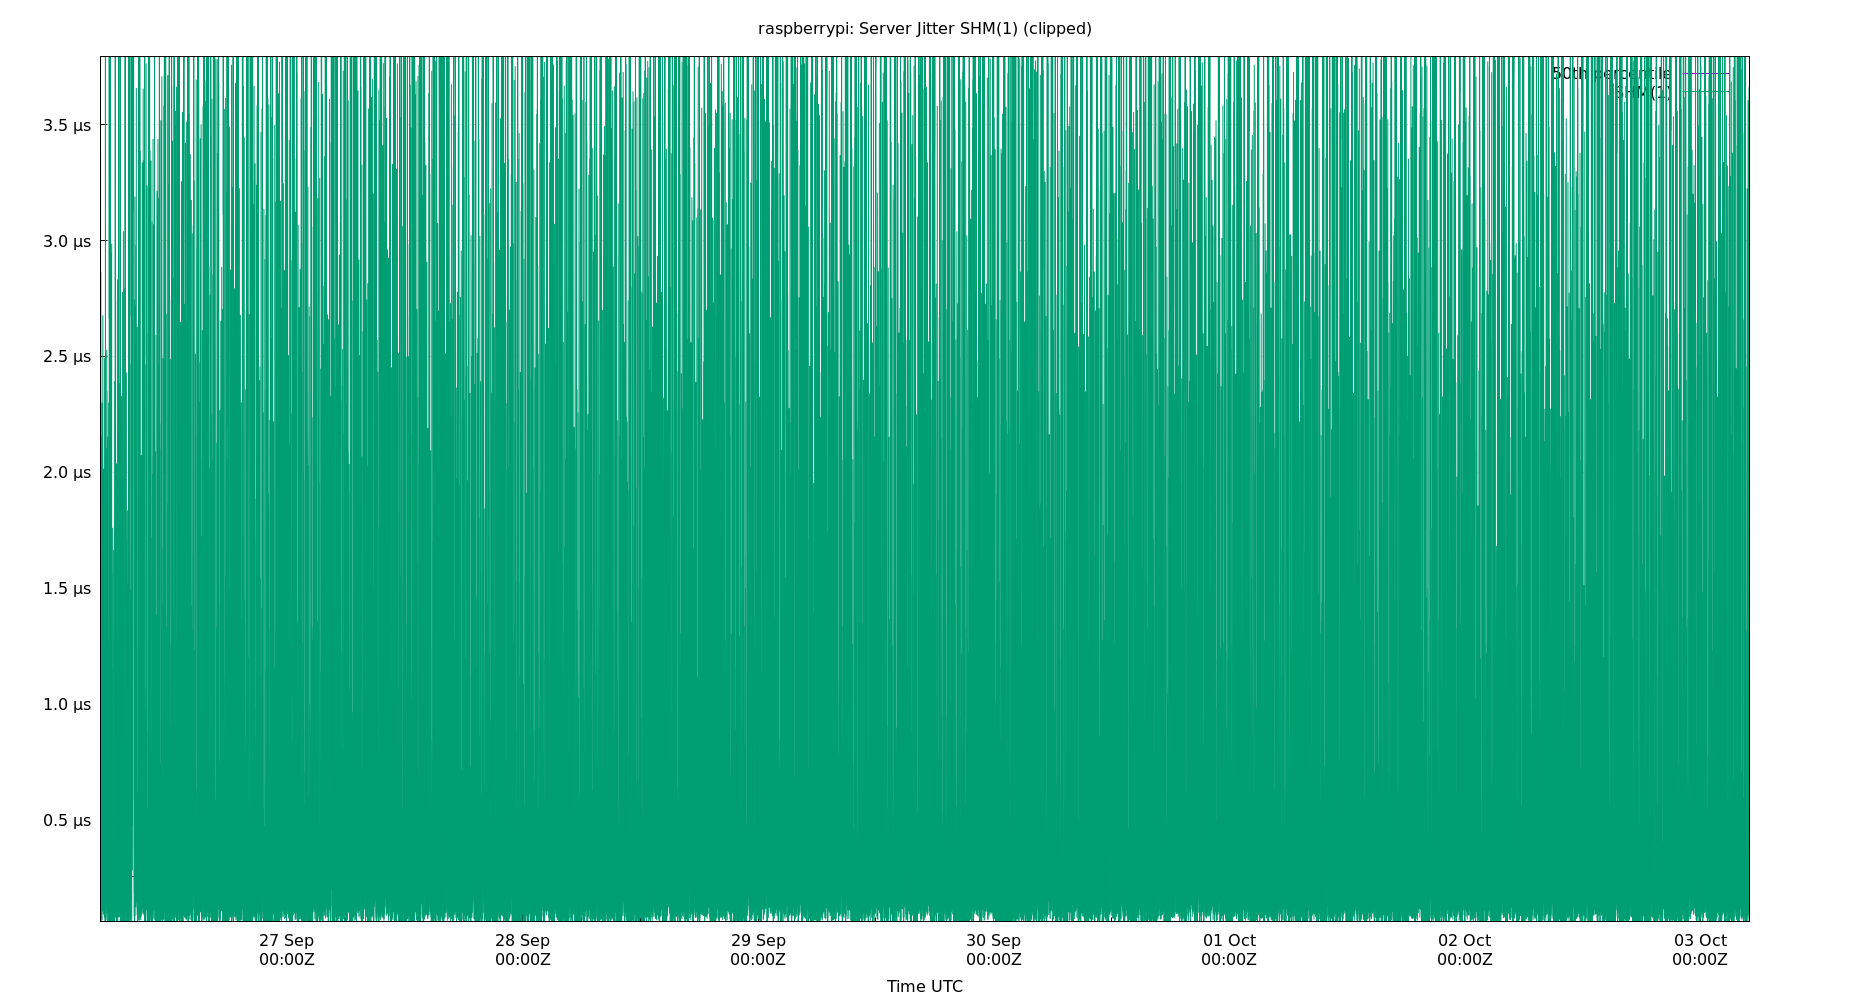 raspberrypi: Server Jitter SHM(1) (clipped)
50th percentile
SHM(1)
3.5 µs
3.0 µs
2.5 µs
2.0 µs
1.5 µs
1.0 µs
0.5 µs
27 Sep 28 Sep 29 Sep 30 Sep 01 Oct 02 Oct 03 Oct
00:00Z 00:00Z 00:00Z 00:00Z 00:00Z 00:00Z 00:00Z
Time UTC